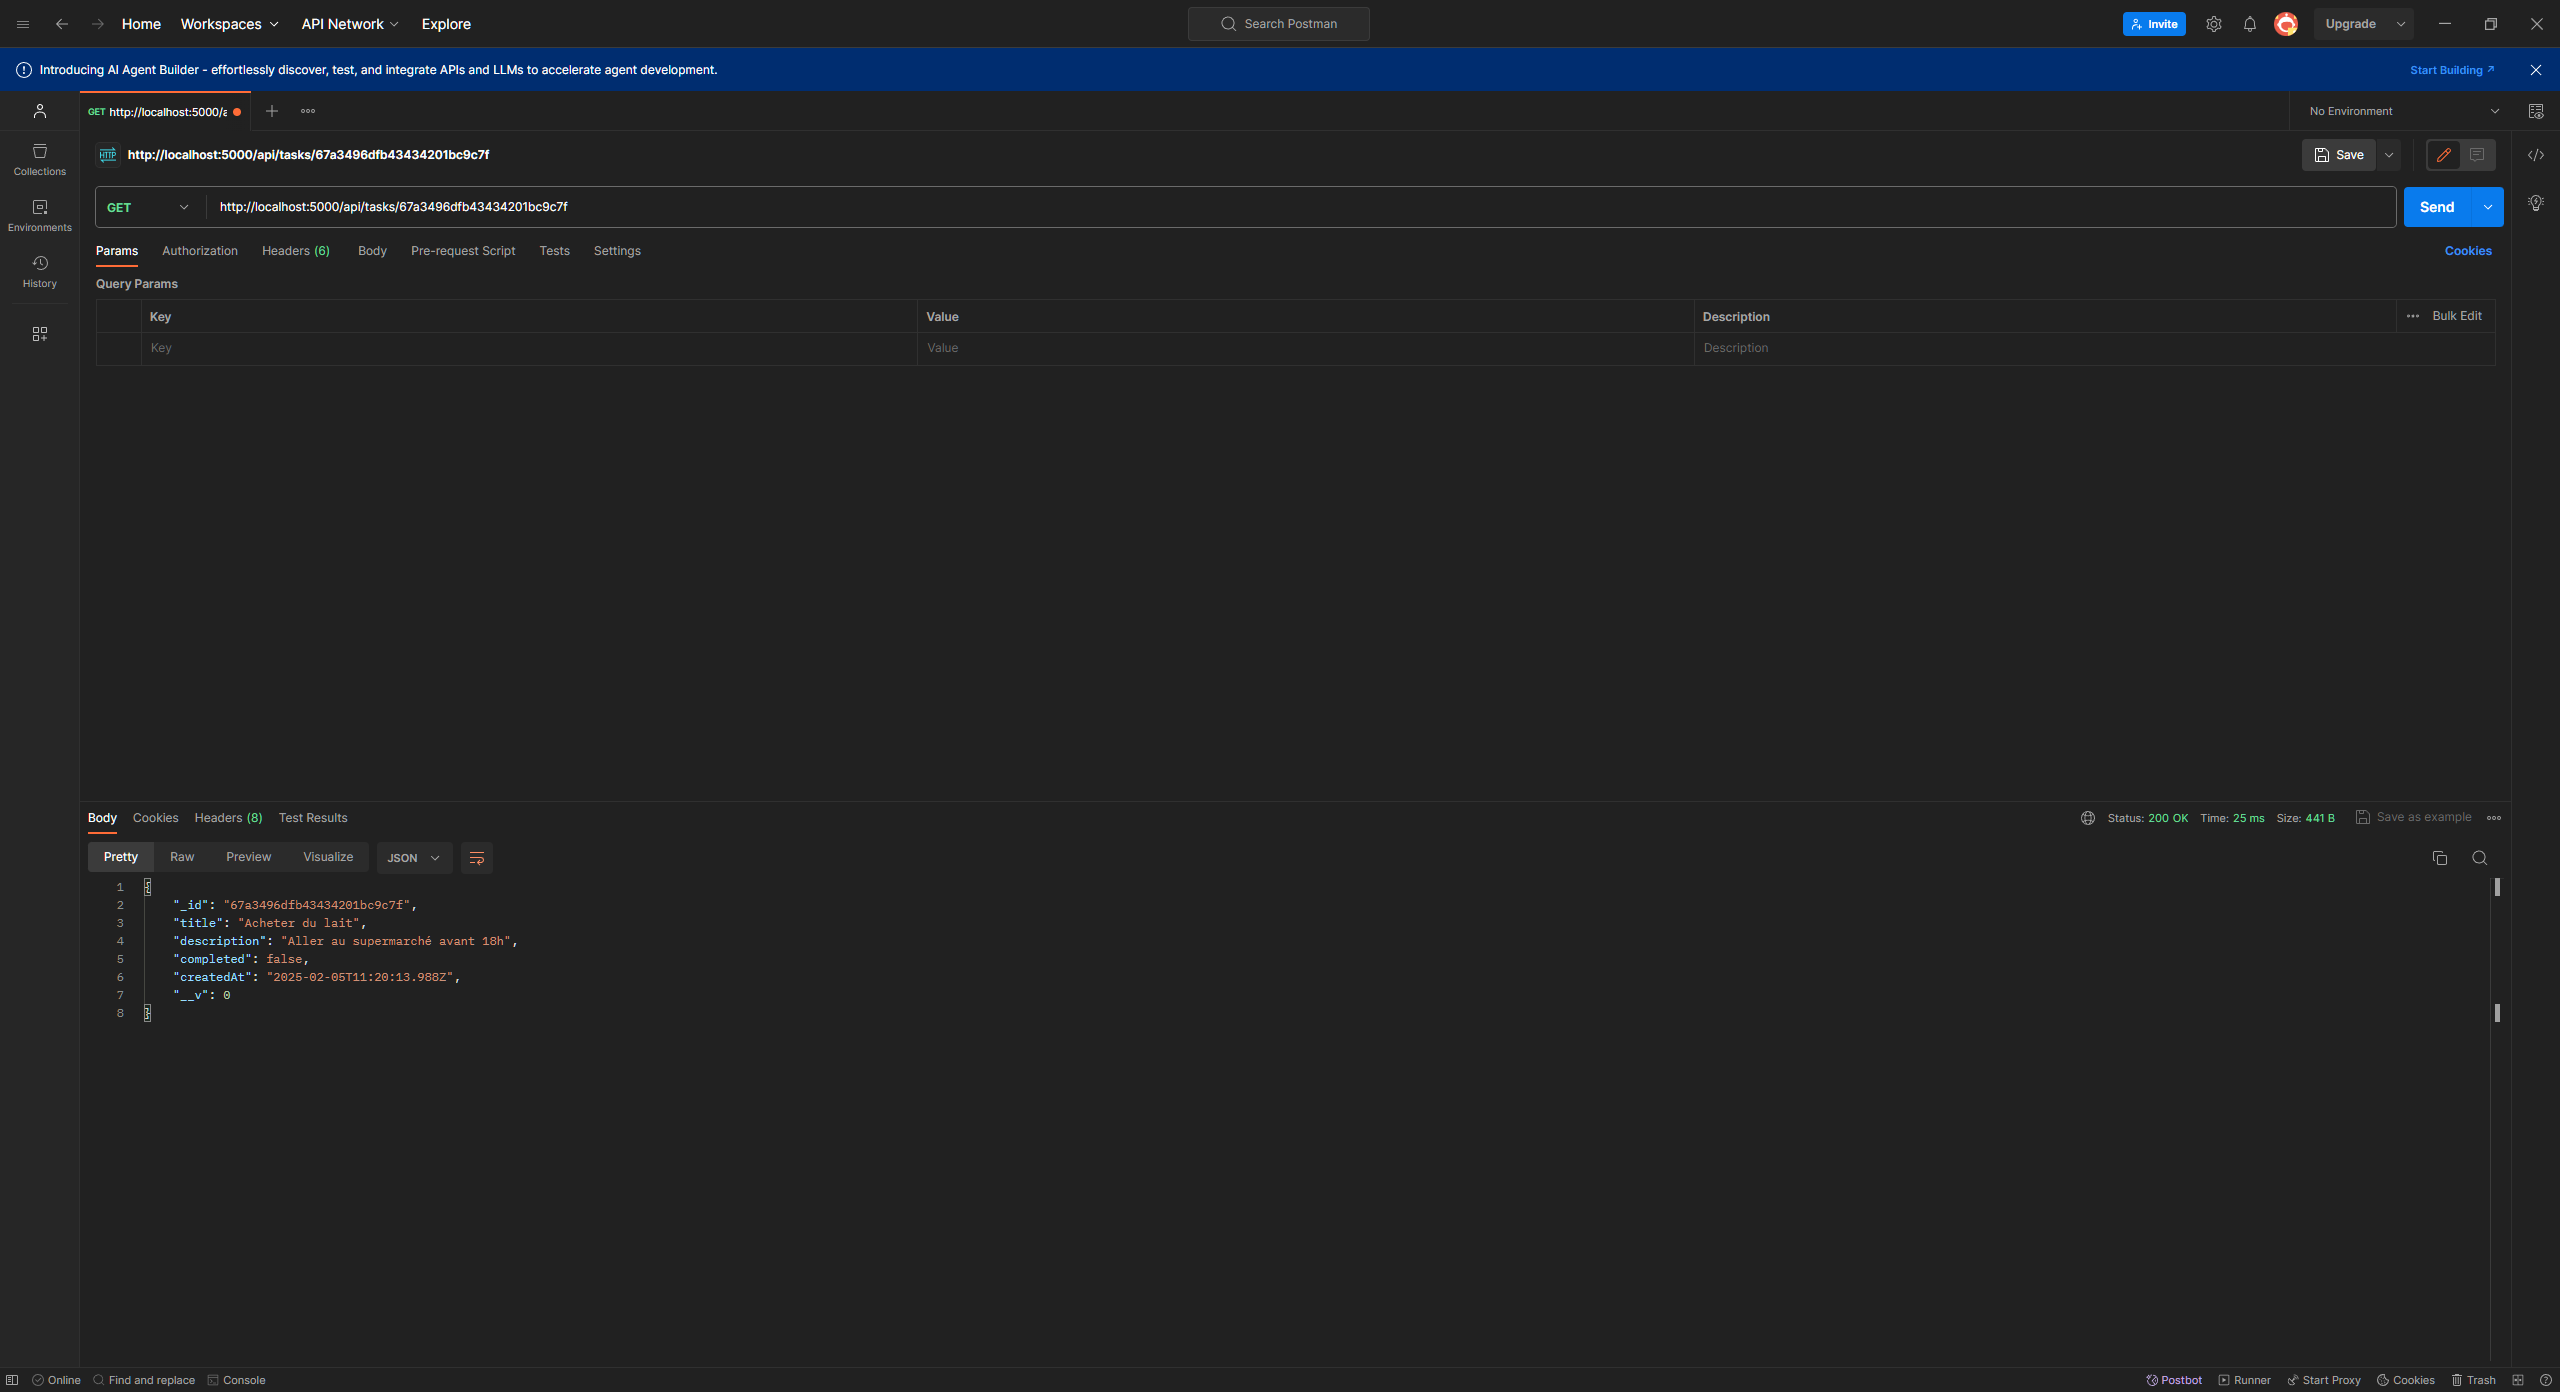 Home Workspaces API Network Explore Search Postman Invite Upgrade
Introducing AI Agent Builder - effortlessly discover, test, and integrate APIs and LLMs to accelerate agent development. Start Building
GET http://localhost:5000/a No Environment
HTTP http://localhost:5000/api/tasks/67a3496dfb43434201bc9c7f Save
Collections
GET http://localhost:5000/api/tasks/67a3496dfb43434201bc9c7f Send
Environments
Params Authorization Headers (6) Body Pre-request Script Tests Settings Cookies
History
Query Params
Key Value Description Bulk Edit
Key Value Description
Body Cookies Headers (8) Test Results Status: 200 OK Time: 25 ms Size: 441 B Save as example
Pretty Raw Preview Visualize JSON
1 {
2 "_id": "67a3496dfb43434201bc9c7f",
3 "title": "Acheter du lait",
4 "description": "Aller au supermarché avant 18h",
5 "completed": false,
6 "createdAt": "2025-02-05T11:20:13.988Z",
7 "__v": 0
8 }
Online Find and replace Console Postbot Runner Start Proxy Cookies Trash